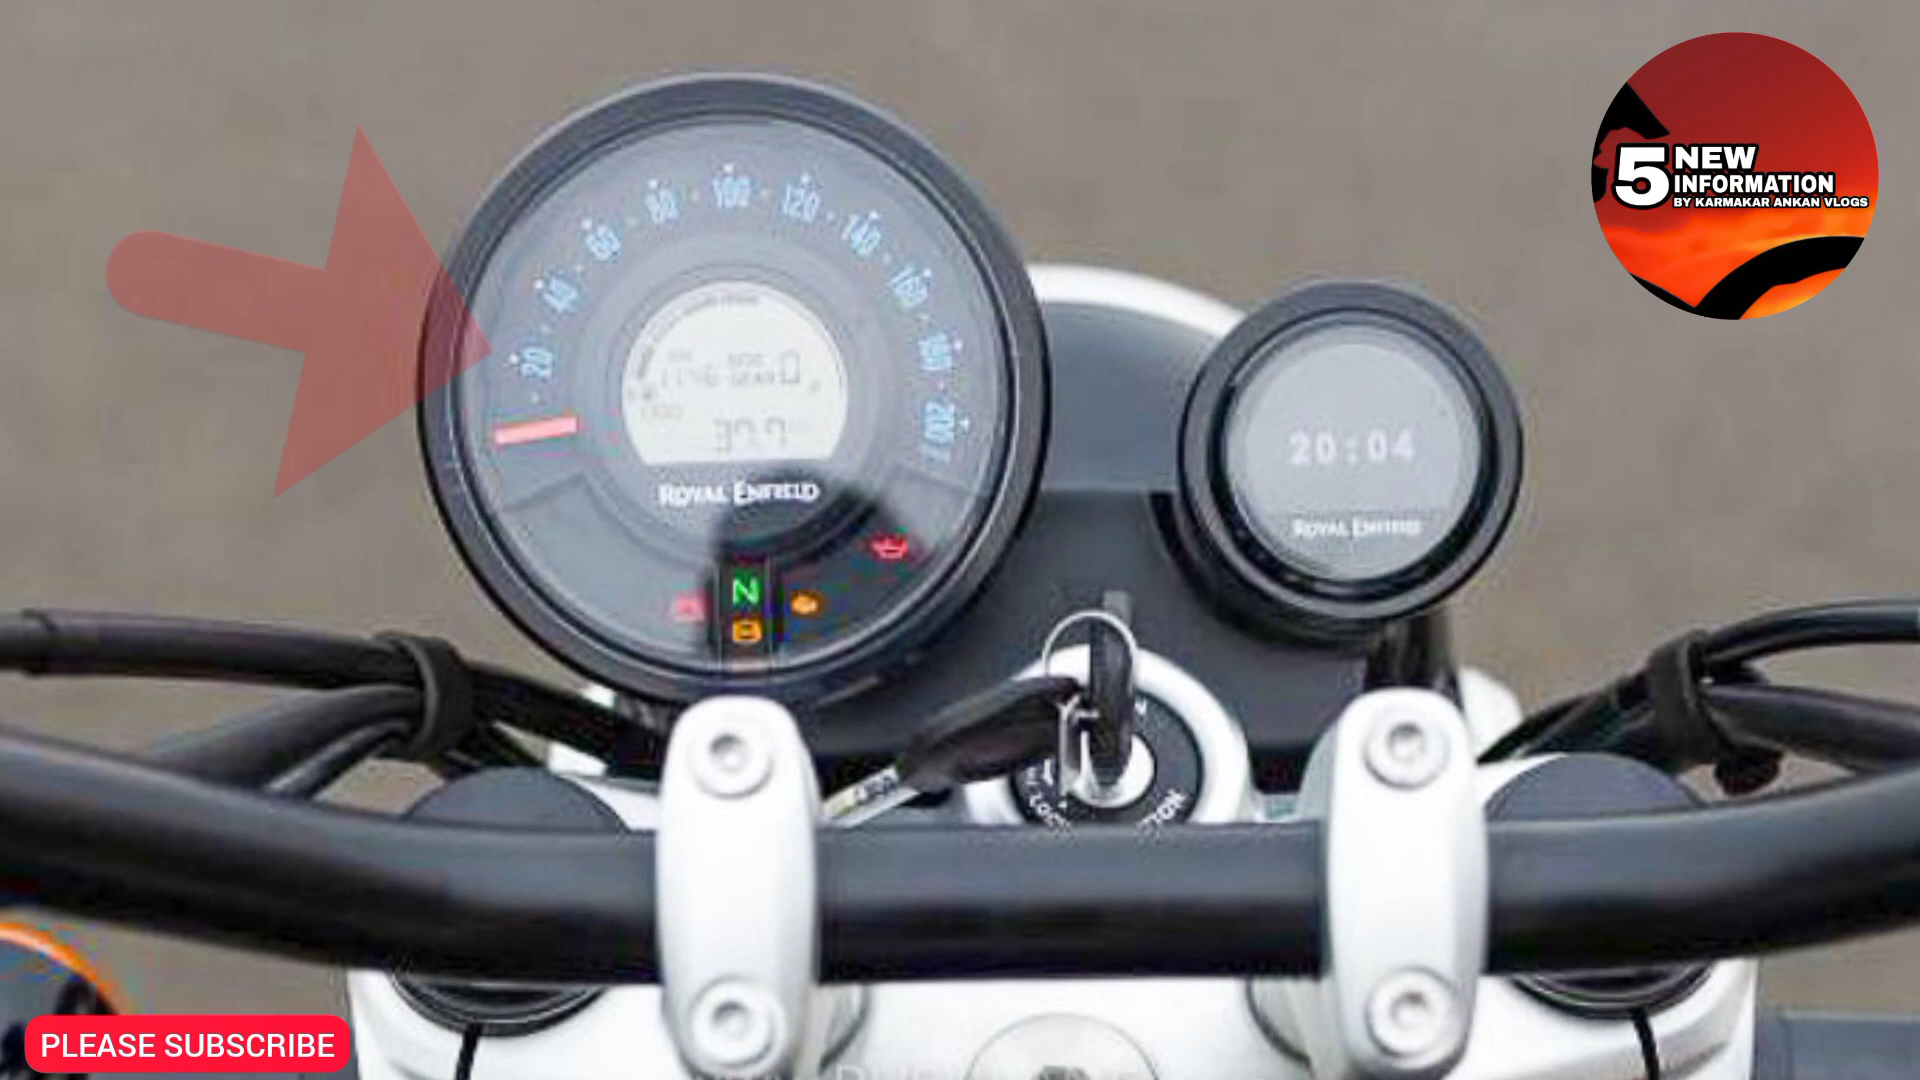 5 NEW
INFORMATION
BY KARMAKAR ANKAN VLOGS
20 40 60 80 100 120 140 160 180 200
ROYAL ENFIELD
N
20:04
ROYAL ENFIELD
PLEASE SUBSCRIBE